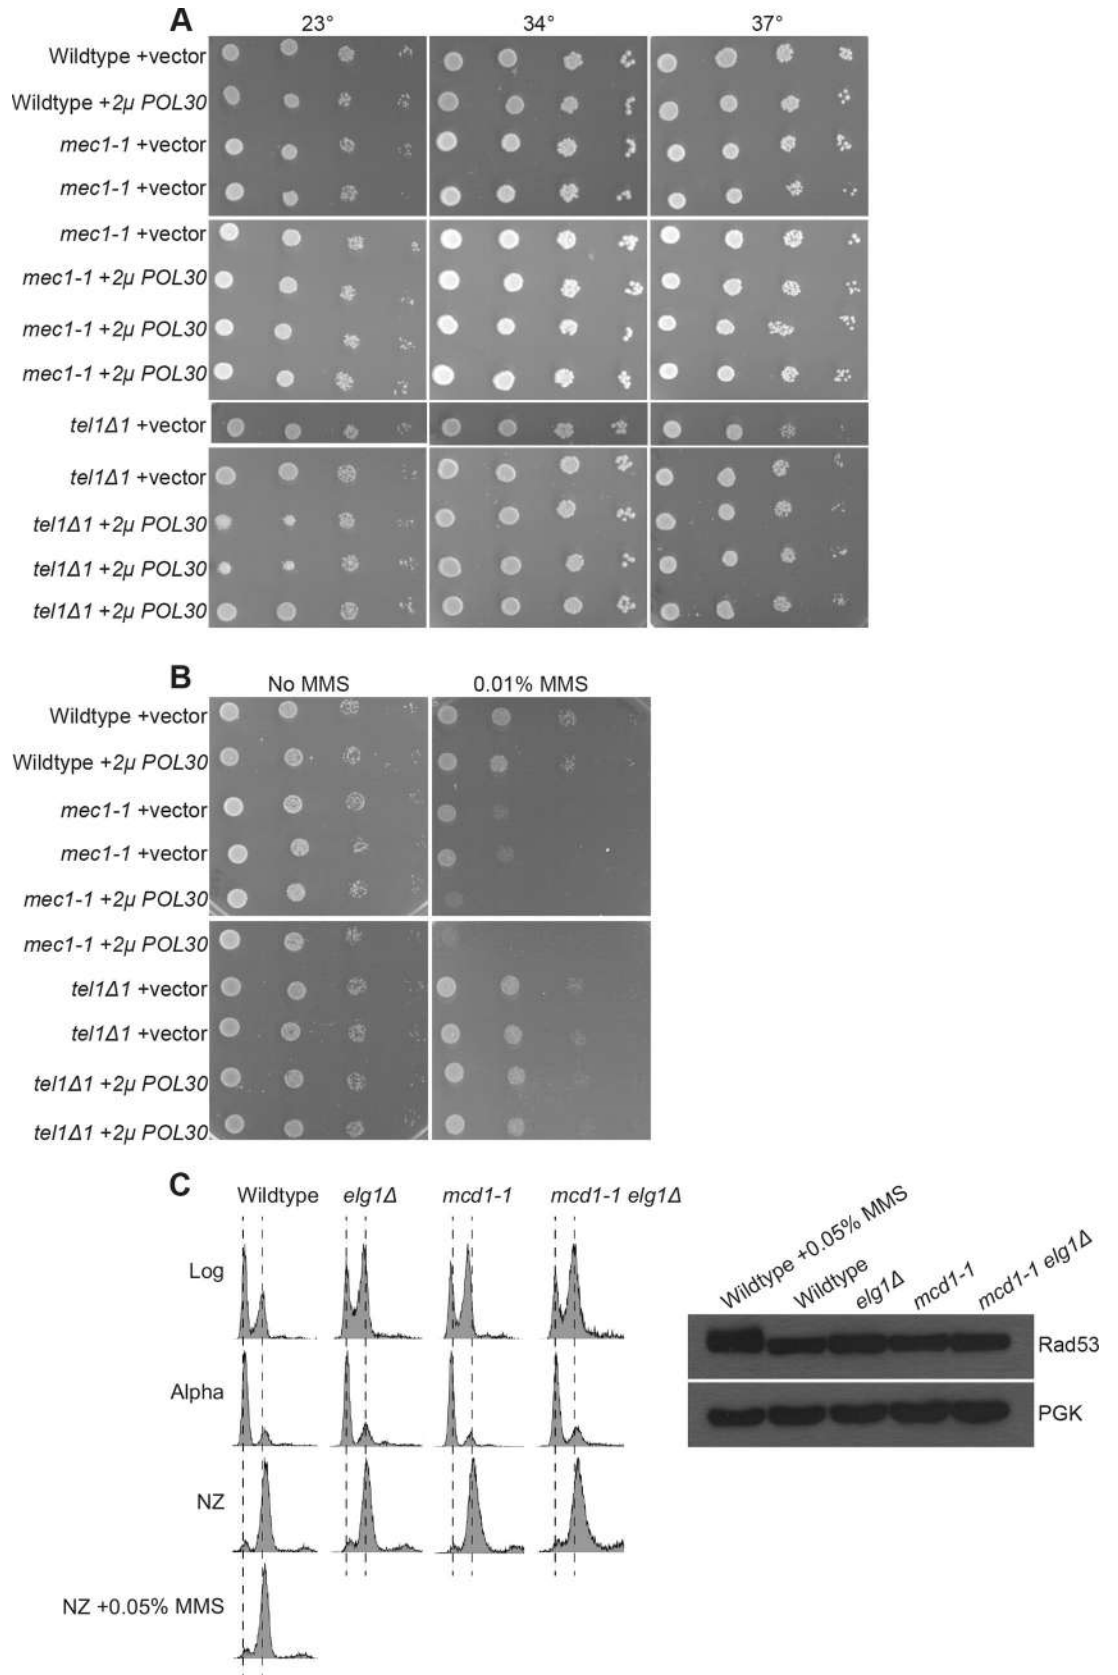 A
23° 34° 37°
Wildtype +vector
Wildtype +2µ POL30
mec1-1 +vector
mec1-1 +vector
mec1-1 +vector
mec1-1 +2µ POL30
mec1-1 +2µ POL30
mec1-1 +2µ POL30
tel1Δ1 +vector
tel1Δ1 +vector
tel1Δ1 +2µ POL30
tel1Δ1 +2µ POL30
tel1Δ1 +2µ POL30
B
No MMS 0.01% MMS
Wildtype +vector
Wildtype +2µ POL30
mec1-1 +vector
mec1-1 +vector
mec1-1 +2µ POL30
mec1-1 +2µ POL30
tel1Δ1 +vector
tel1Δ1 +vector
tel1Δ1 +2µ POL30
tel1Δ1 +2µ POL30
C
Wildtype elg1Δ mcd1-1 mcd1-1 elg1Δ
Log
Alpha
NZ
NZ +0.05% MMS
Wildtype +0.05% MMS
Wildtype
elg1Δ
mcd1-1
mcd1-1 elg1Δ
Rad53
PGK